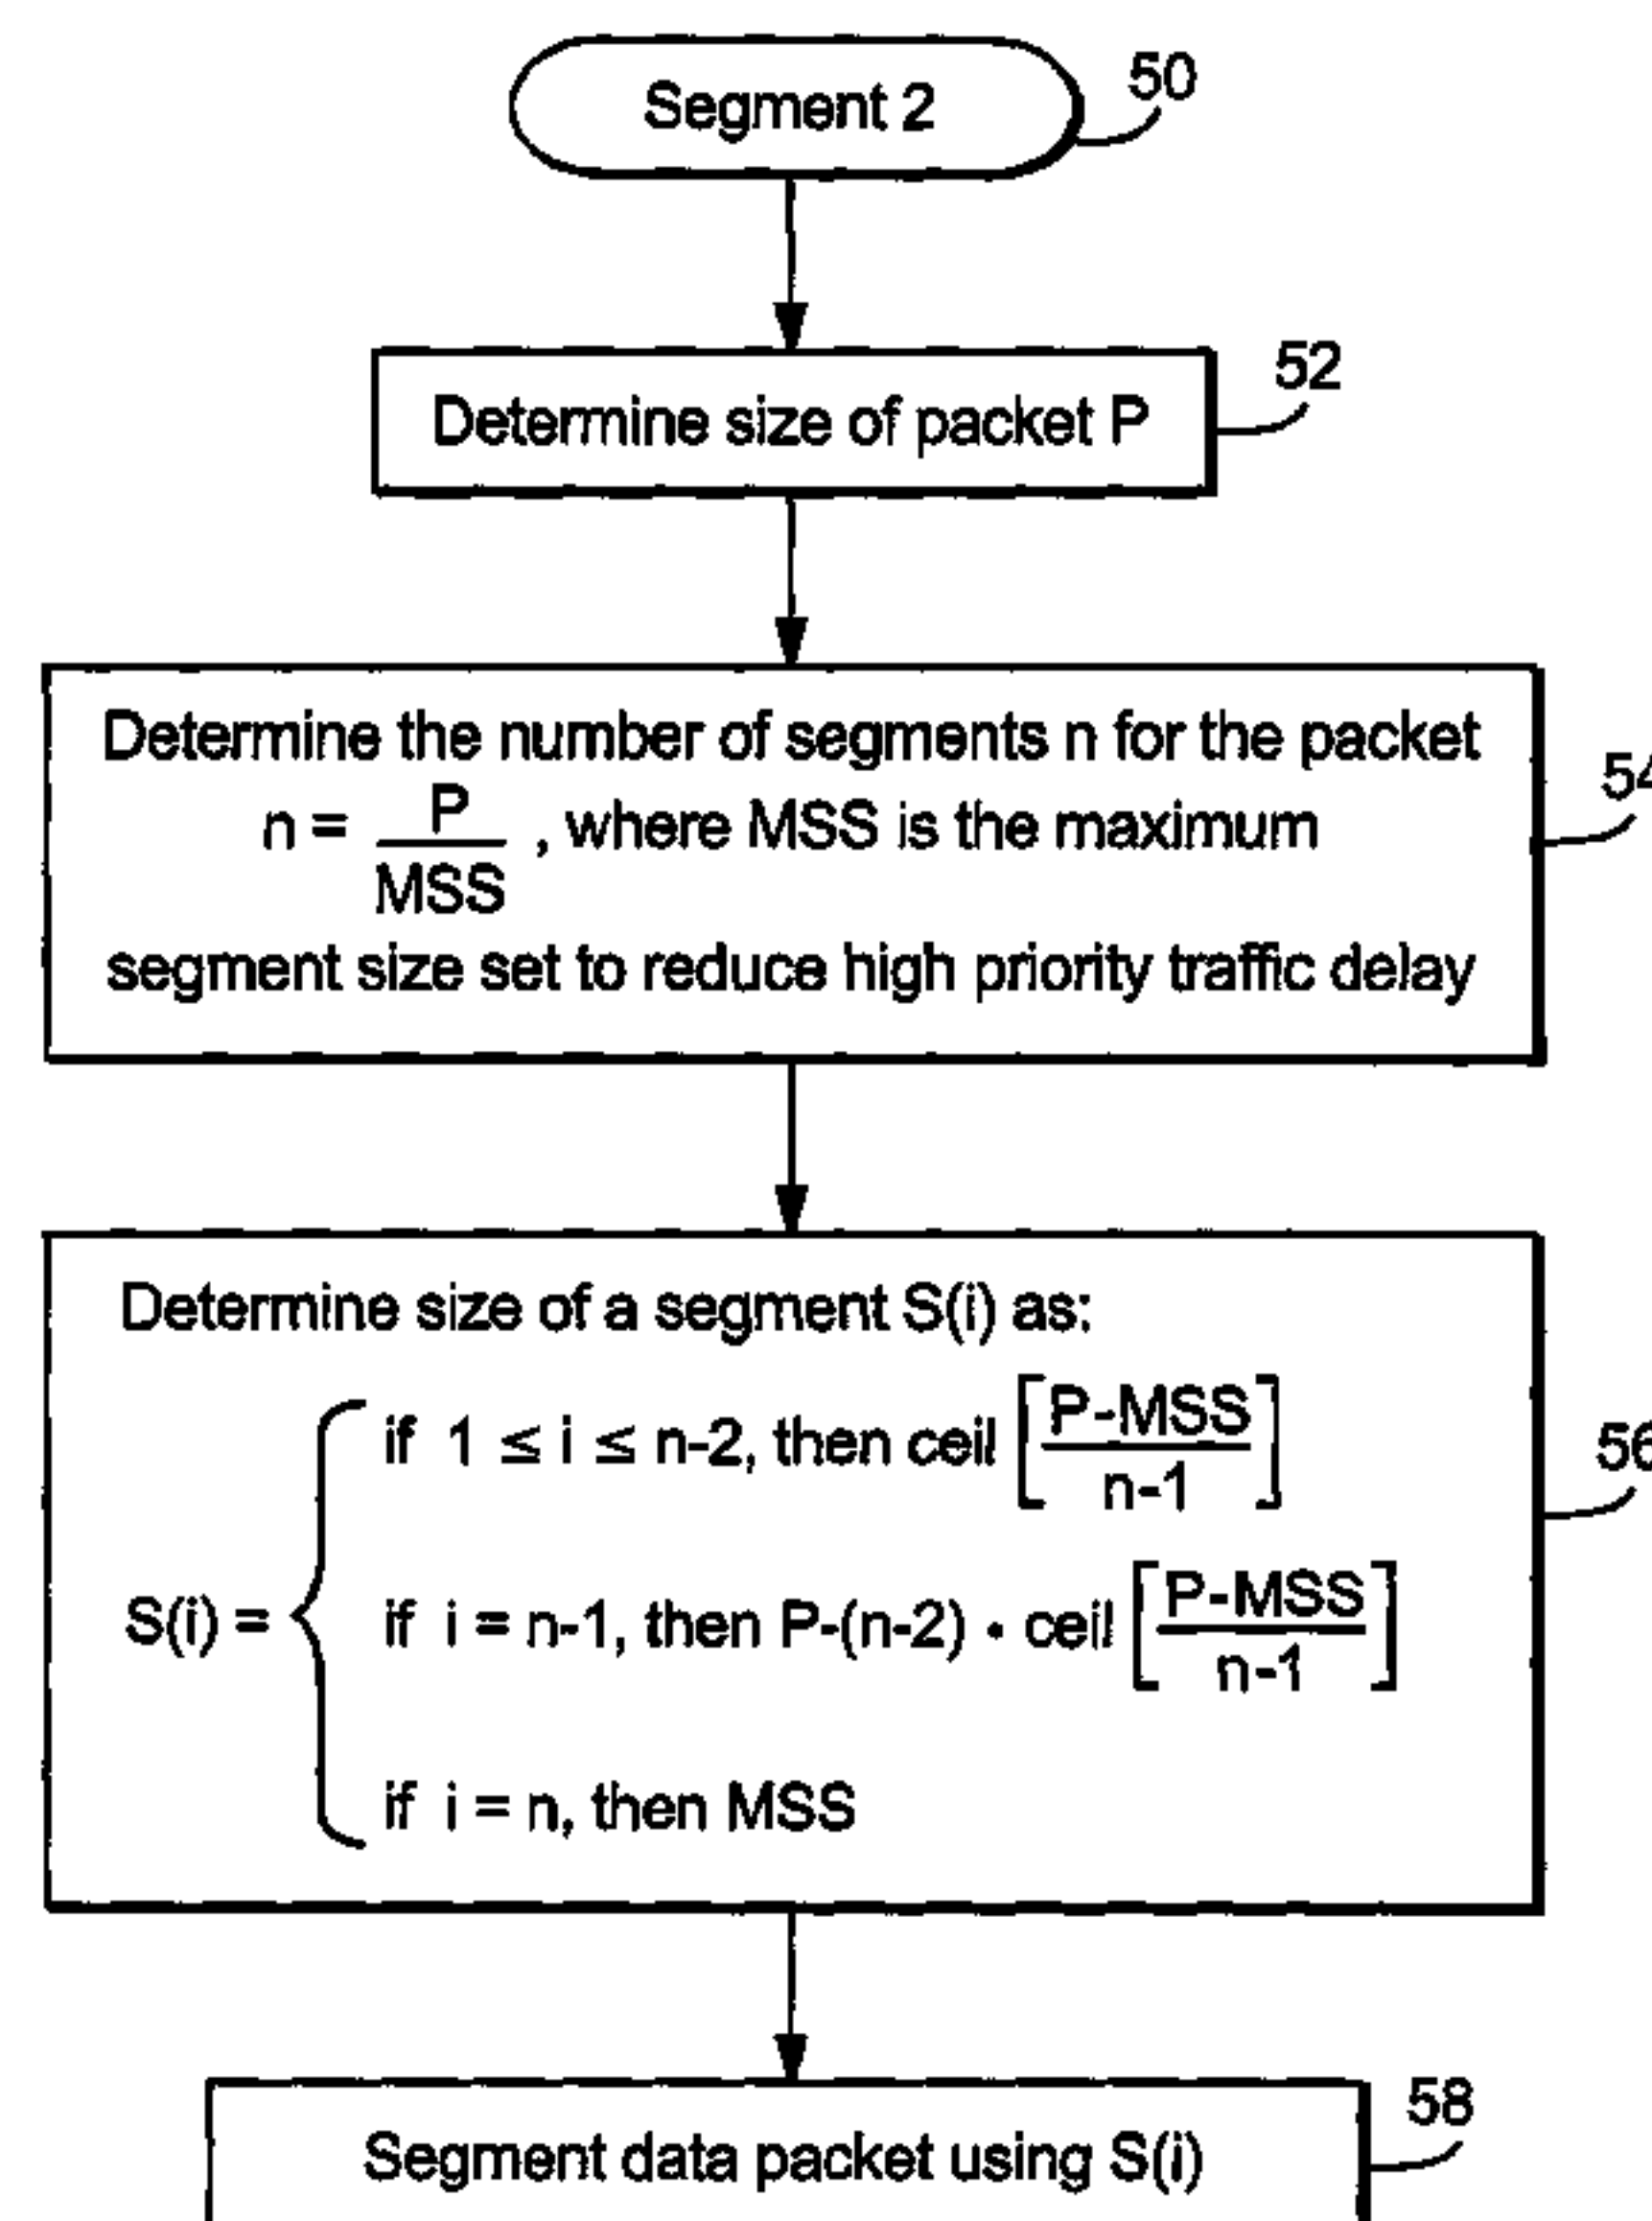 Segment 2
50
Determine size of packet P
52
Determine the number of segments n for the packet
n = P/MSS , where MSS is the maximum
segment size set to reduce high priority traffic delay
54
Determine size of a segment S(i) as:
if 1 ≤ i ≤ n-2, then ceil [P-MSS/n-1]
56
S(i) = if i = n-1, then P-(n-2) • ceil [P-MSS/n-1]
if i = n, then MSS
Segment data packet using S(i)
58